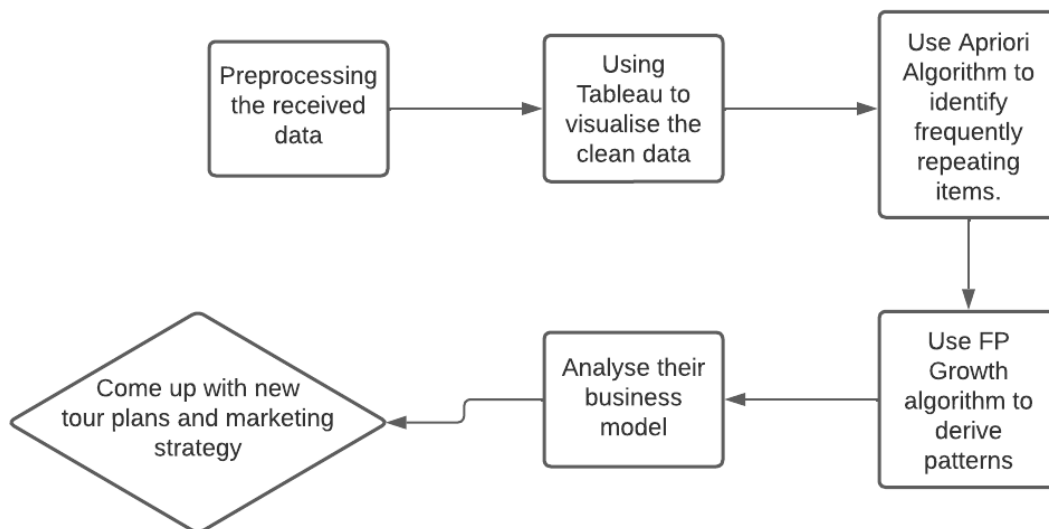 Preprocessing
the received
data
Using
Tableau to
visualise the
clean data
Use Apriori
Algorithm to
identify
frequently
repeating
items.
Use FP
Growth
algorithm to
derive
patterns
Analyse their
business
model
Come up with new
tour plans and marketing
strategy